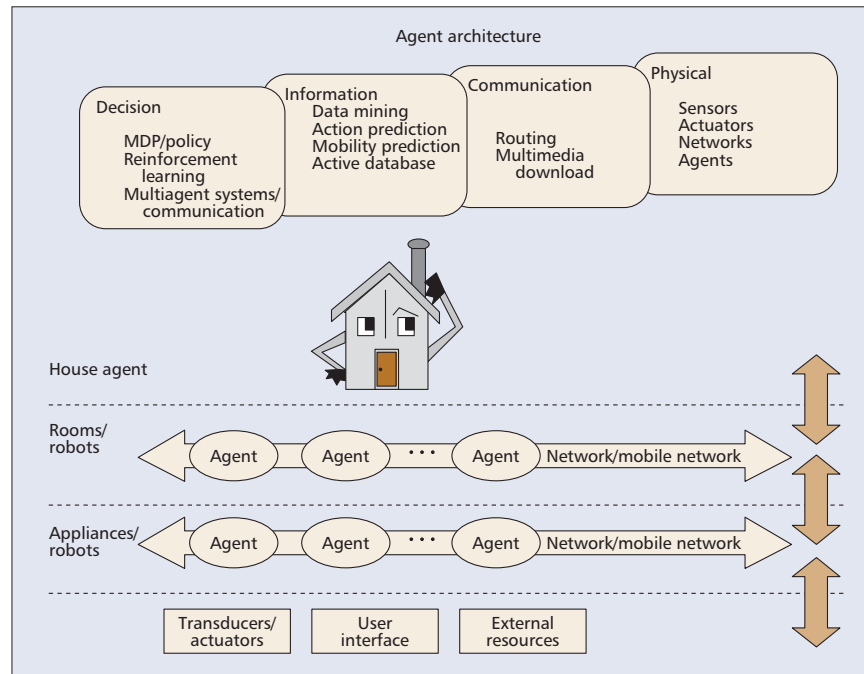 Agent architecture
Decision
MDP/policy
Reinforcement
learning
Multiagent systems/
communication
Information
Data mining
Action prediction
Mobility prediction
Active database
Communication
Routing
Multimedia
download
Physical
Sensors
Actuators
Networks
Agents
House agent
Rooms/
robots
Agent
Agent
• • •
Agent
Network/mobile network
Appliances/
robots
Agent
Agent
• • •
Agent
Network/mobile network
Transducers/
actuators
User
interface
External
resources